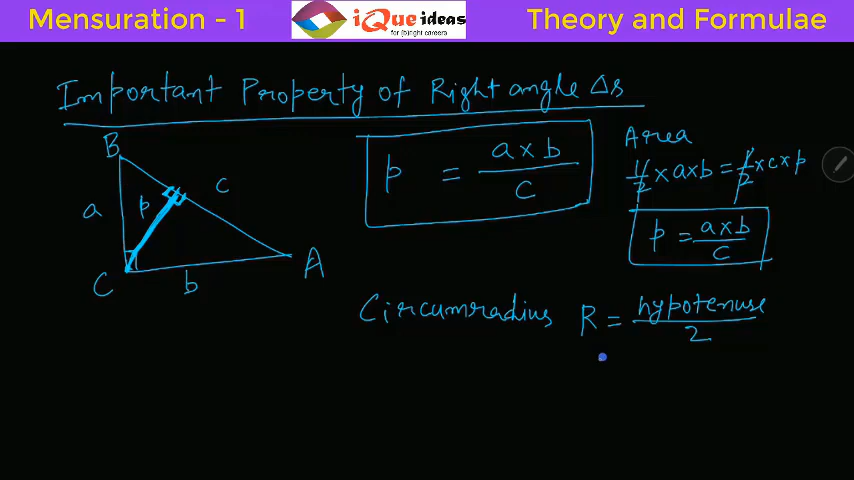 Mensuration - 1
iQue ideas
for (b)right careers
Theory and Formulae
Important Property of Right angle Δs
B
a
p
c
C
b
A
p = a x b / c
Area
1/2 x a x b = 1/2 x c x p
p = a x b / c
Circumradius R = hypotenuse / 2